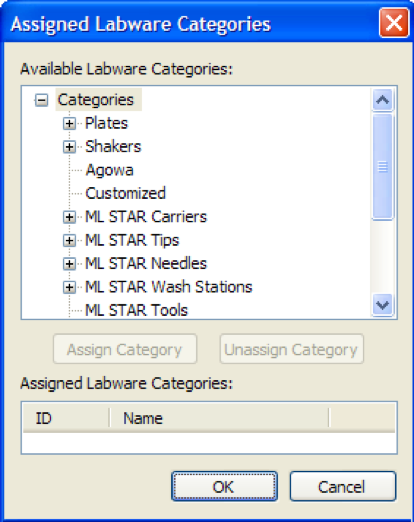 Assigned Labware Categories
Available Labware Categories:
Categories
Plates
Shakers
Agowa
Customized
ML STAR Carriers
ML STAR Tips
ML STAR Needles
ML STAR Wash Stations
ML STAR Tools
Assign Category Unassign Category
Assigned Labware Categories:
ID Name
OK Cancel